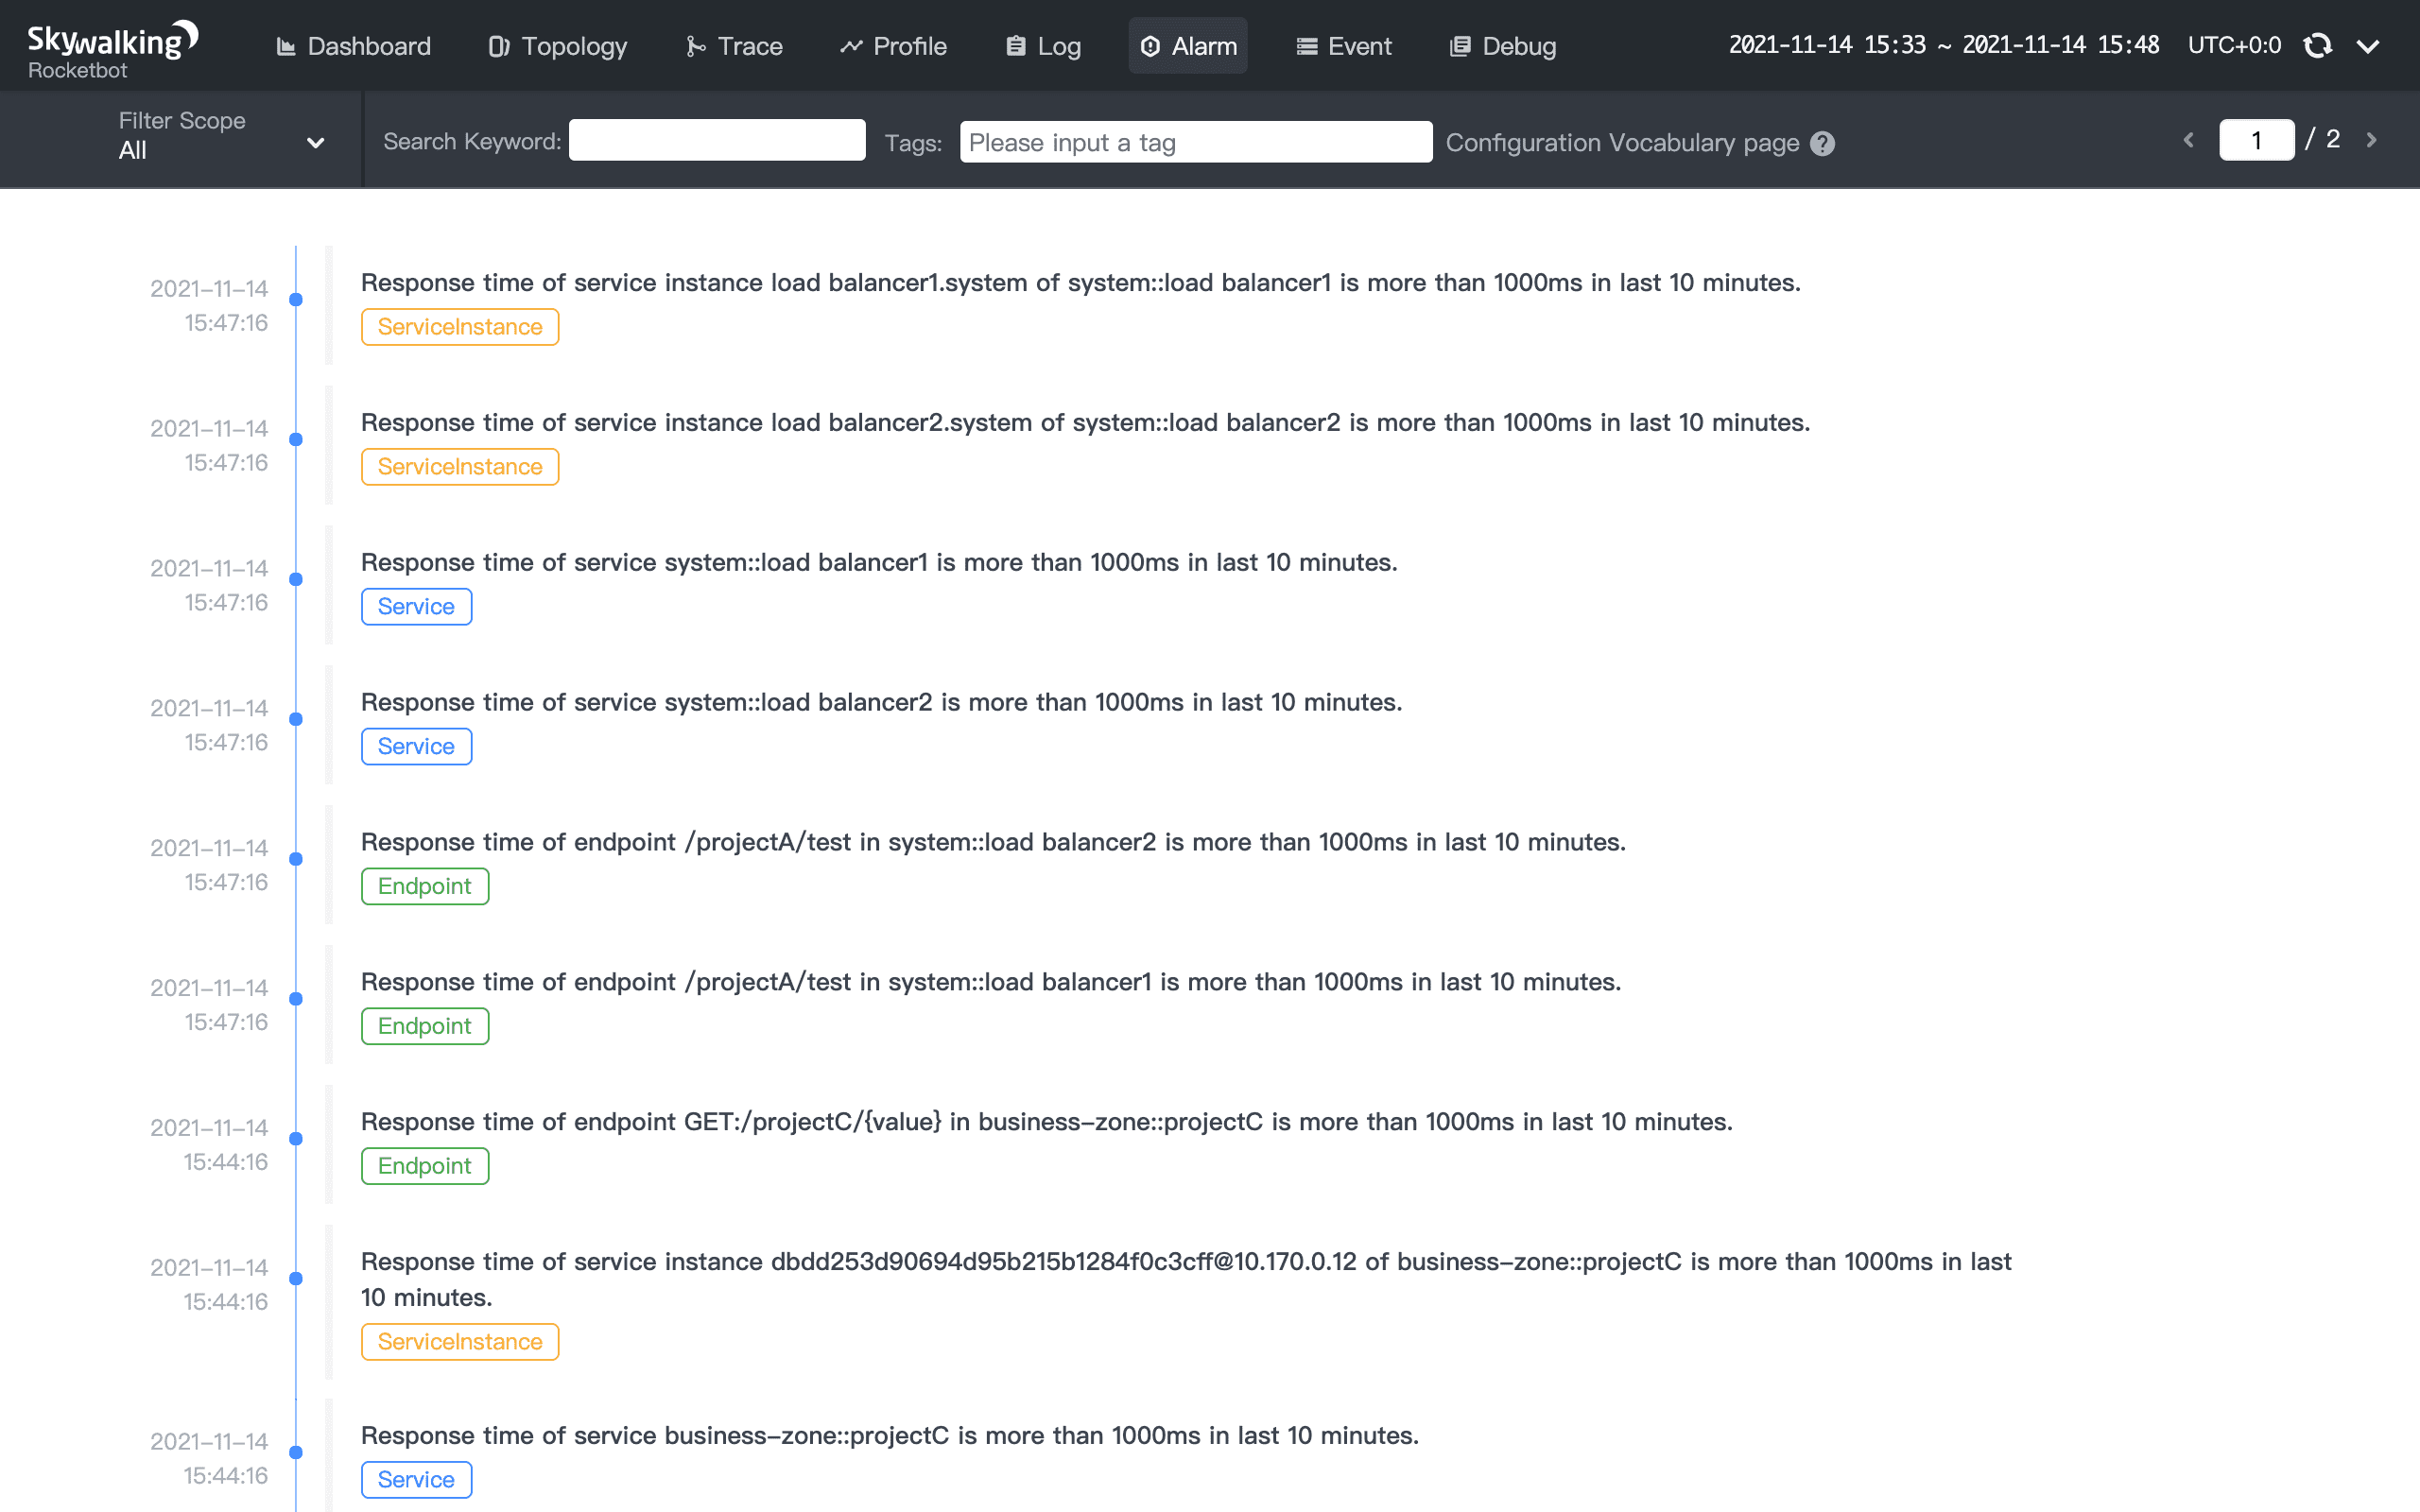 Skywalking
Rocketbot
Dashboard Topology Trace Profile Log Alarm Event Debug 2021-11-14 15:33 ~ 2021-11-14 15:48 UTC+0:0
Filter Scope
All
Search Keyword: Tags: Please input a tag Configuration Vocabulary page ? 1 / 2
2021-11-14
15:47:16
Response time of service instance load balancer1.system of system::load balancer1 is more than 1000ms in last 10 minutes.
ServiceInstance
2021-11-14
15:47:16
Response time of service instance load balancer2.system of system::load balancer2 is more than 1000ms in last 10 minutes.
ServiceInstance
2021-11-14
15:47:16
Response time of service system::load balancer1 is more than 1000ms in last 10 minutes.
Service
2021-11-14
15:47:16
Response time of service system::load balancer2 is more than 1000ms in last 10 minutes.
Service
2021-11-14
15:47:16
Response time of endpoint /projectA/test in system::load balancer2 is more than 1000ms in last 10 minutes.
Endpoint
2021-11-14
15:47:16
Response time of endpoint /projectA/test in system::load balancer1 is more than 1000ms in last 10 minutes.
Endpoint
2021-11-14
15:44:16
Response time of endpoint GET:/projectC/{value} in business-zone::projectC is more than 1000ms in last 10 minutes.
Endpoint
2021-11-14
15:44:16
Response time of service instance dbdd253d90694d95b215b1284f0c3cff@10.170.0.12 of business-zone::projectC is more than 1000ms in last
10 minutes.
ServiceInstance
2021-11-14
15:44:16
Response time of service business-zone::projectC is more than 1000ms in last 10 minutes.
Service